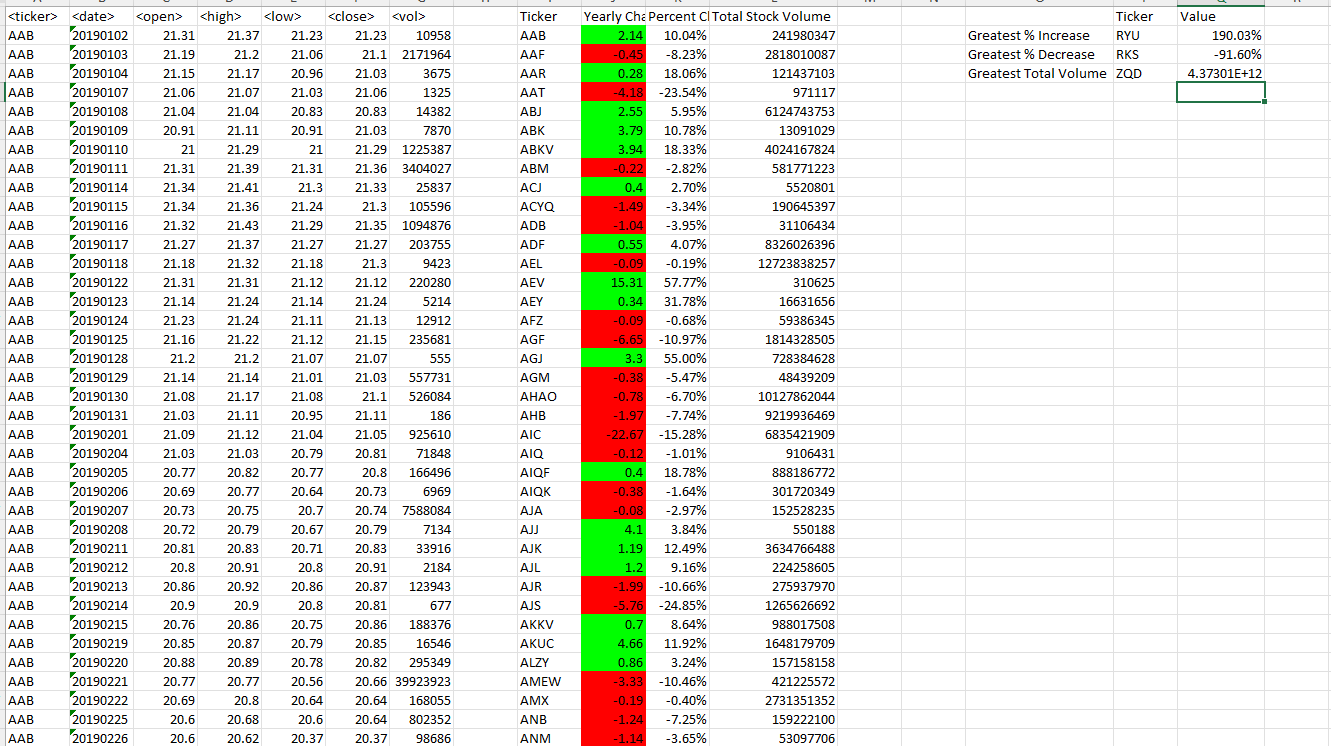 <ticker> <date> <open> <high> <low> <close> <vol> Ticker Yearly Cha Percent Cl Total Stock Volume Ticker Value
AAB 20190102 21.31 21.37 21.23 21.23 10958 AAB 2.14 10.04% 241980347 Greatest % Increase RYU 190.03%
AAB 20190103 21.19 21.2 21.06 21.1 2171964 AAF -0.45 -8.23% 2818010087 Greatest % Decrease RKS -91.60%
AAB 20190104 21.15 21.17 20.96 21.03 3675 AAR 0.28 18.06% 121437103 Greatest Total Volume ZQD 4.37301E+12
AAB 20190107 21.06 21.07 21.03 21.06 1325 AAT -4.18 -23.54% 971117
AAB 20190108 21.04 21.04 20.83 20.83 14382 ABJ 2.55 5.95% 6124743753
AAB 20190109 20.91 21.11 20.91 21.03 7870 ABK 3.79 10.78% 13091029
AAB 20190110 21 21.29 21 21.29 1225387 ABKV 3.94 18.33% 4024167824
AAB 20190111 21.31 21.39 21.31 21.36 3404027 ABM -0.22 -2.82% 581771223
AAB 20190114 21.34 21.41 21.3 21.33 25837 ACJ 0.4 2.70% 5520801
AAB 20190115 21.34 21.36 21.24 21.3 105596 ACYQ -1.49 -3.34% 190645397
AAB 20190116 21.32 21.43 21.29 21.35 1094876 ADB -1.04 -3.95% 31106434
AAB 20190117 21.27 21.37 21.27 21.27 203755 ADF 0.55 4.07% 8326026396
AAB 20190118 21.18 21.32 21.18 21.3 9423 AEL -0.09 -0.19% 12723838257
AAB 20190122 21.31 21.31 21.12 21.12 220280 AEV 15.31 57.77% 310625
AAB 20190123 21.14 21.24 21.14 21.24 5214 AEY 0.34 31.78% 16631656
AAB 20190124 21.23 21.24 21.11 21.13 12912 AFZ -0.09 -0.68% 59386345
AAB 20190125 21.16 21.22 21.12 21.15 235681 AGF -6.65 -10.97% 1814328505
AAB 20190128 21.2 21.2 21.07 21.07 555 AGJ 3.3 55.00% 728384628
AAB 20190129 21.14 21.14 21.01 21.03 557731 AGM -0.38 -5.47% 48439209
AAB 20190130 21.08 21.17 21.08 21.1 526084 AHAO -0.78 -6.70% 10127862044
AAB 20190131 21.03 21.11 20.95 21.11 186 AHB -1.97 -7.74% 9219936469
AAB 20190201 21.09 21.12 21.04 21.05 925610 AIC -22.67 -15.28% 6835421909
AAB 20190204 21.03 21.03 20.79 20.81 71848 AIQ -0.12 -1.01% 9106431
AAB 20190205 20.77 20.82 20.77 20.8 166496 AIQF 0.4 18.78% 888186772
AAB 20190206 20.69 20.77 20.64 20.73 6969 AIQK -0.38 -1.64% 301720349
AAB 20190207 20.73 20.75 20.7 20.74 7588084 AJA -0.08 -2.97% 152528235
AAB 20190208 20.72 20.79 20.67 20.79 7134 AJJ 4.1 3.84% 550188
AAB 20190211 20.81 20.83 20.71 20.83 33916 AJK 1.19 12.49% 3634766488
AAB 20190212 20.8 20.91 20.8 20.91 2184 AJL 1.2 9.16% 224258605
AAB 20190213 20.86 20.92 20.86 20.87 123943 AJR -1.99 -10.66% 275937970
AAB 20190214 20.9 20.9 20.8 20.81 677 AJS -5.76 -24.85% 1265626692
AAB 20190215 20.76 20.86 20.75 20.86 188376 AKKV 0.7 8.64% 988017508
AAB 20190219 20.85 20.87 20.79 20.85 16546 AKUC 4.66 11.92% 1648179709
AAB 20190220 20.88 20.89 20.78 20.82 295349 ALZY 0.86 3.24% 157158158
AAB 20190221 20.77 20.77 20.56 20.66 39923923 AMEW -3.33 -10.46% 421225572
AAB 20190222 20.69 20.8 20.64 20.64 168055 AMX -0.19 -0.40% 2731351352
AAB 20190225 20.6 20.68 20.6 20.64 802352 ANB -1.24 -7.25% 159222100
AAB 20190226 20.6 20.62 20.37 20.37 98686 ANM -1.14 -3.65% 53097706